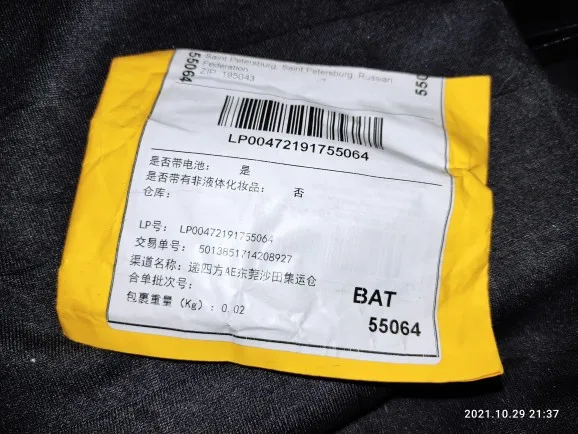 Saint Petersburg, Saint Petersburg, Russian
Federation
ZIP: 195043
55064
550
LP00472191755064
是否带电池： 是
是否带有非液体化妆品： 否
仓库：
LP号： LP00472191755064
交易单号： 5013851714208927
渠道名称：递四方AE东莞沙田集运仓
合单批次号：
包裹重量（Kg）：0.02
BAT
55064
2021.10.29 21:37